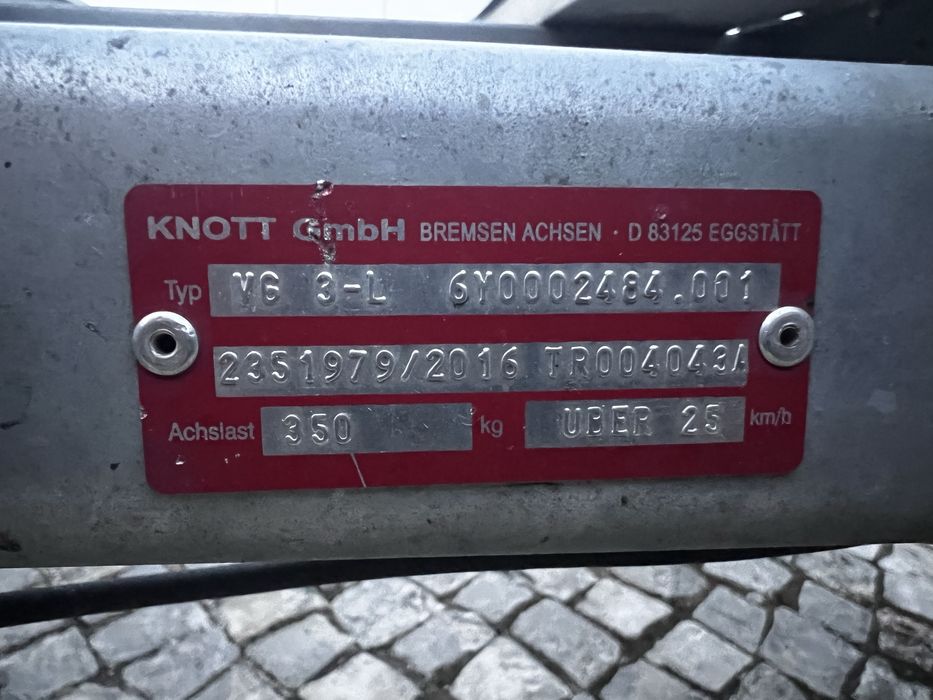 KNOTT GmbH BREMSEN ACHSEN · D 83125 EGGSTÄTT
Typ VG 3-L 6Y0002484.001
2351979/2016 TR004043A
Achslast 350 kg UBER 25 km/h